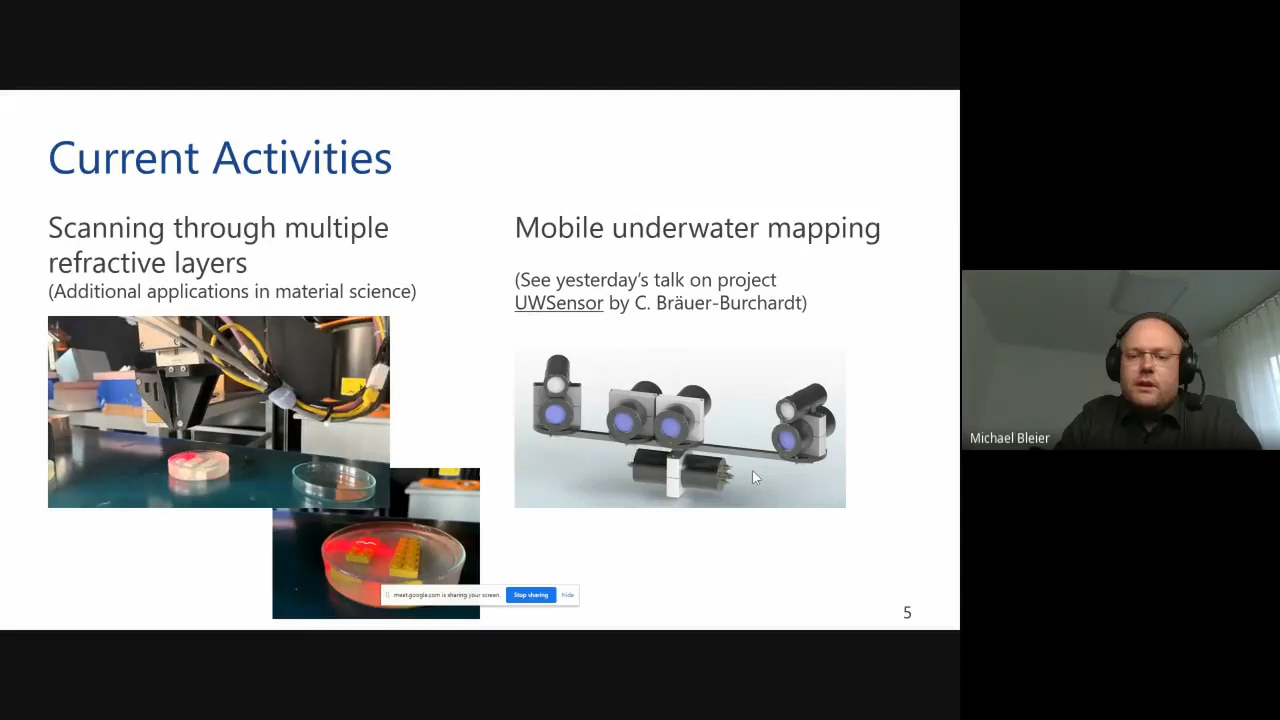 Current Activities
Scanning through multiple
refractive layers
(Additional applications in material science)
Mobile underwater mapping
(See yesterday's talk on project
UWSensor by C. Bräuer-Burchardt)
meet.google.com is sharing your screen.
Stop sharing
Hide
5
Michael Bleier